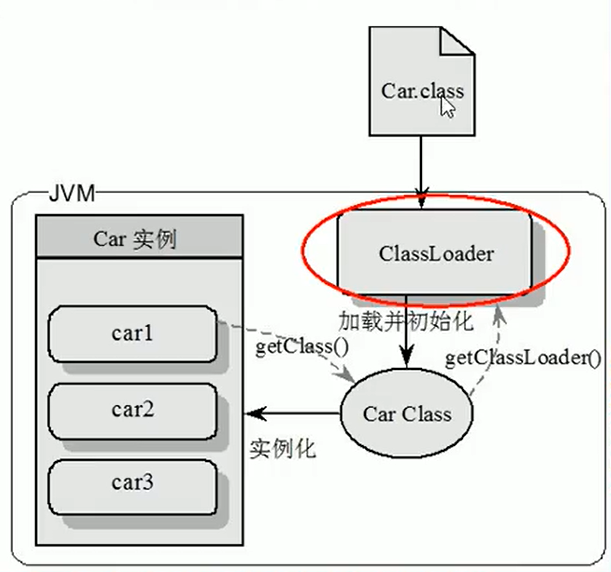 Car.class
JVM
Car 实例
ClassLoader
加载并初始化
car1
getClass()
getClassLoader()
car2
Car Class
实例化
car3